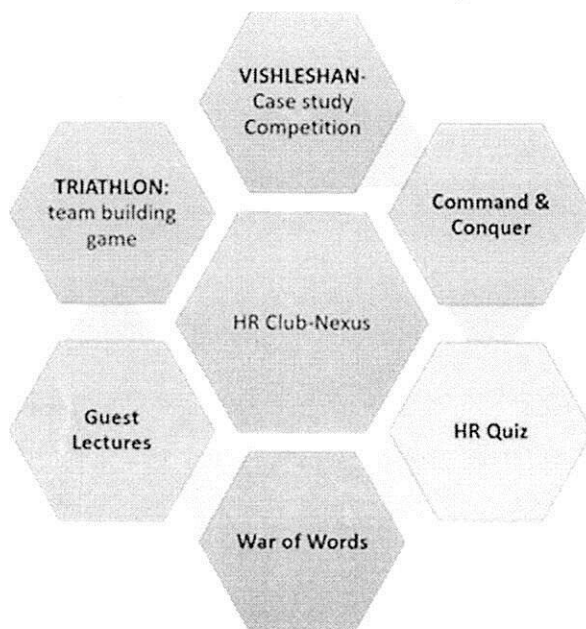 VISHLESHAN-
Case study
Competition
TRIATHLON:
team building
game
Command &
Conquer
HR Club-Nexus
Guest
Lectures
HR Quiz
War of Words